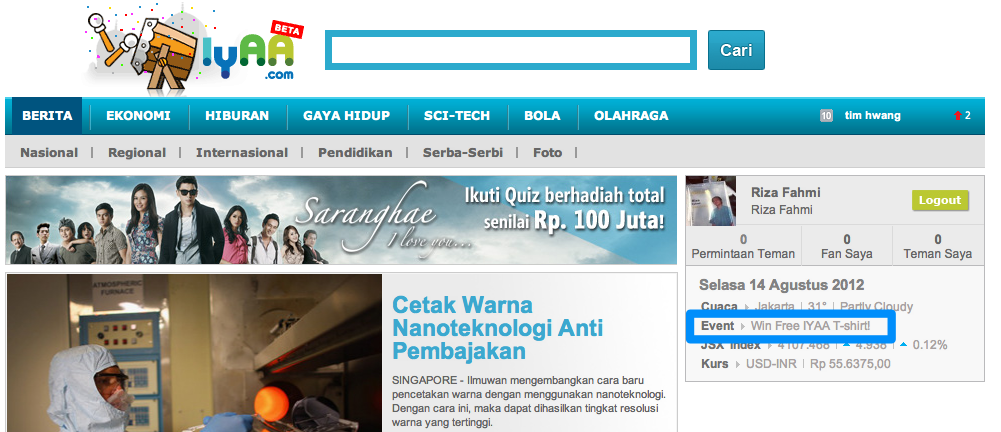 BETA
IYAA
.com
Cari
BERITA EKONOMI HIBURAN GAYA HIDUP SCI-TECH BOLA OLAHRAGA 10 tim hwang 2
Nasional | Regional | Internasional | Pendidikan | Serba-Serbi | Foto |
Ikuti Quiz berhadiah total
senilai Rp. 100 Juta!
Saranghae
I love you...
Riza Fahmi
Riza Fahmi
Logout
0 0 0
Permintaan Teman Fan Saya Teman Saya
Selasa 14 Agustus 2012
Cuaca Jakarta | 31° | Partly Cloudy
Event Win Free IYAA T-shirt!
JSX Index 4107.468 | 4.938 | 0.12%
Kurs USD-INR | Rp 55.6375,00
ATMOSPHERIC
FURNACE
Cetak Warna
Nanoteknologi Anti
Pembajakan
SINGAPORE - Ilmuwan mengembangkan cara baru
pencetakan warna dengan menggunakan nanoteknologi.
Dengan cara ini, maka dapat dihasilkan tingkat resolusi
warna yang tertinggi.